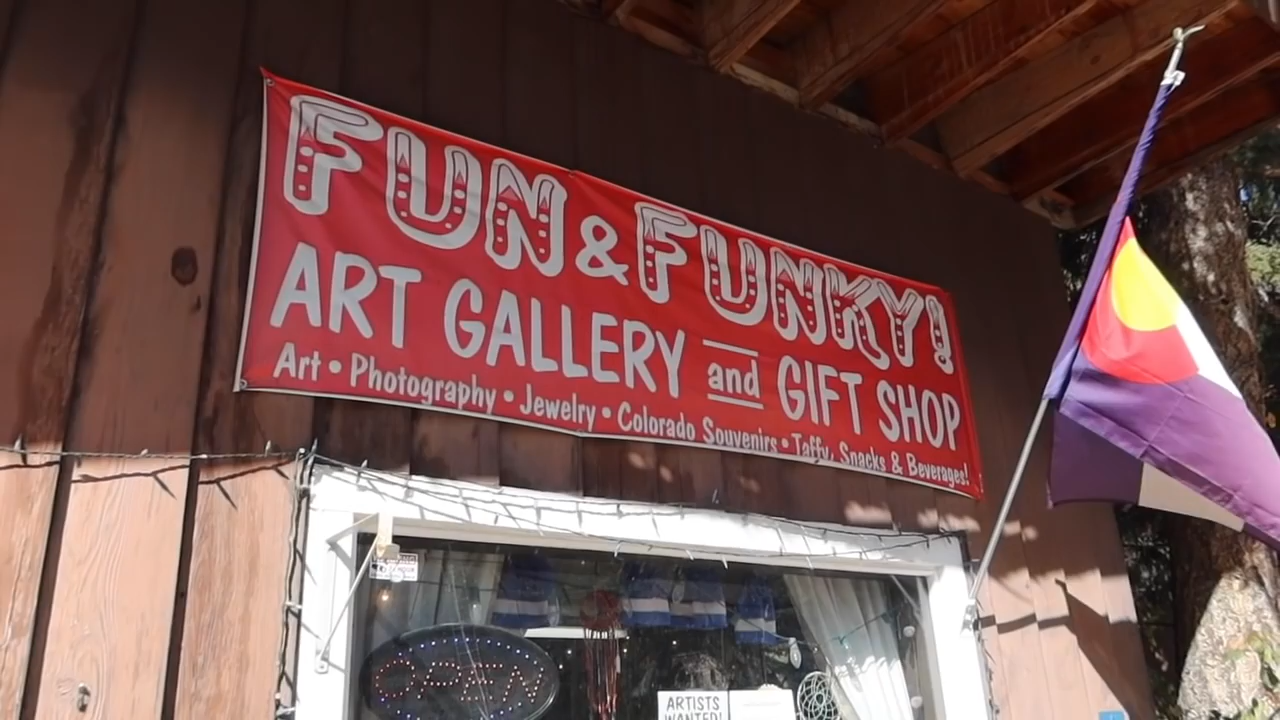 FUN & FUNKY!
ART GALLERY and GIFT SHOP
Art • Photography • Jewelry • Colorado Souvenirs • Taffy, Snacks & Beverages!
OPEN
ARTISTS
WANTED!